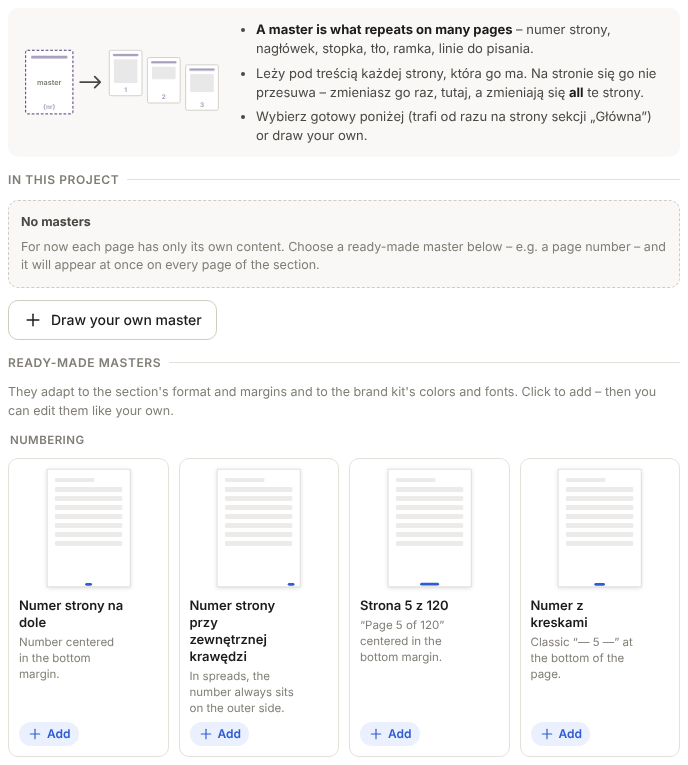 A master is what repeats on many pages – numer strony,
nagłówek, stopka, tło, ramka, linie do pisania.
Leży pod treścią każdej strony, która go ma. Na stronie się go nie
przesuwa – zmieniasz go raz, tutaj, a zmieniają się all te strony.
Wybierz gotowy poniżej (trafi od razu na strony sekcji „Główna”)
or draw your own.
master
{nr}
1
2
3
IN THIS PROJECT
No masters
For now each page has only its own content. Choose a ready-made master below – e.g. a page number – and
it will appear at once on every page of the section.
Draw your own master
READY-MADE MASTERS
They adapt to the section's format and margins and to the brand kit's colors and fonts. Click to add – then you
can edit them like your own.
NUMBERING
Numer strony na
dole
Number centered
in the bottom
margin.
Add
Numer strony
przy
zewnętrznej
krawędzi
In spreads, the
number always sits
on the outer side.
Add
Strona 5 z 120
“Page 5 of 120”
centered in the
bottom margin.
Add
Numer z
kreskami
Classic “— 5 —” at
the bottom of the
page.
Add